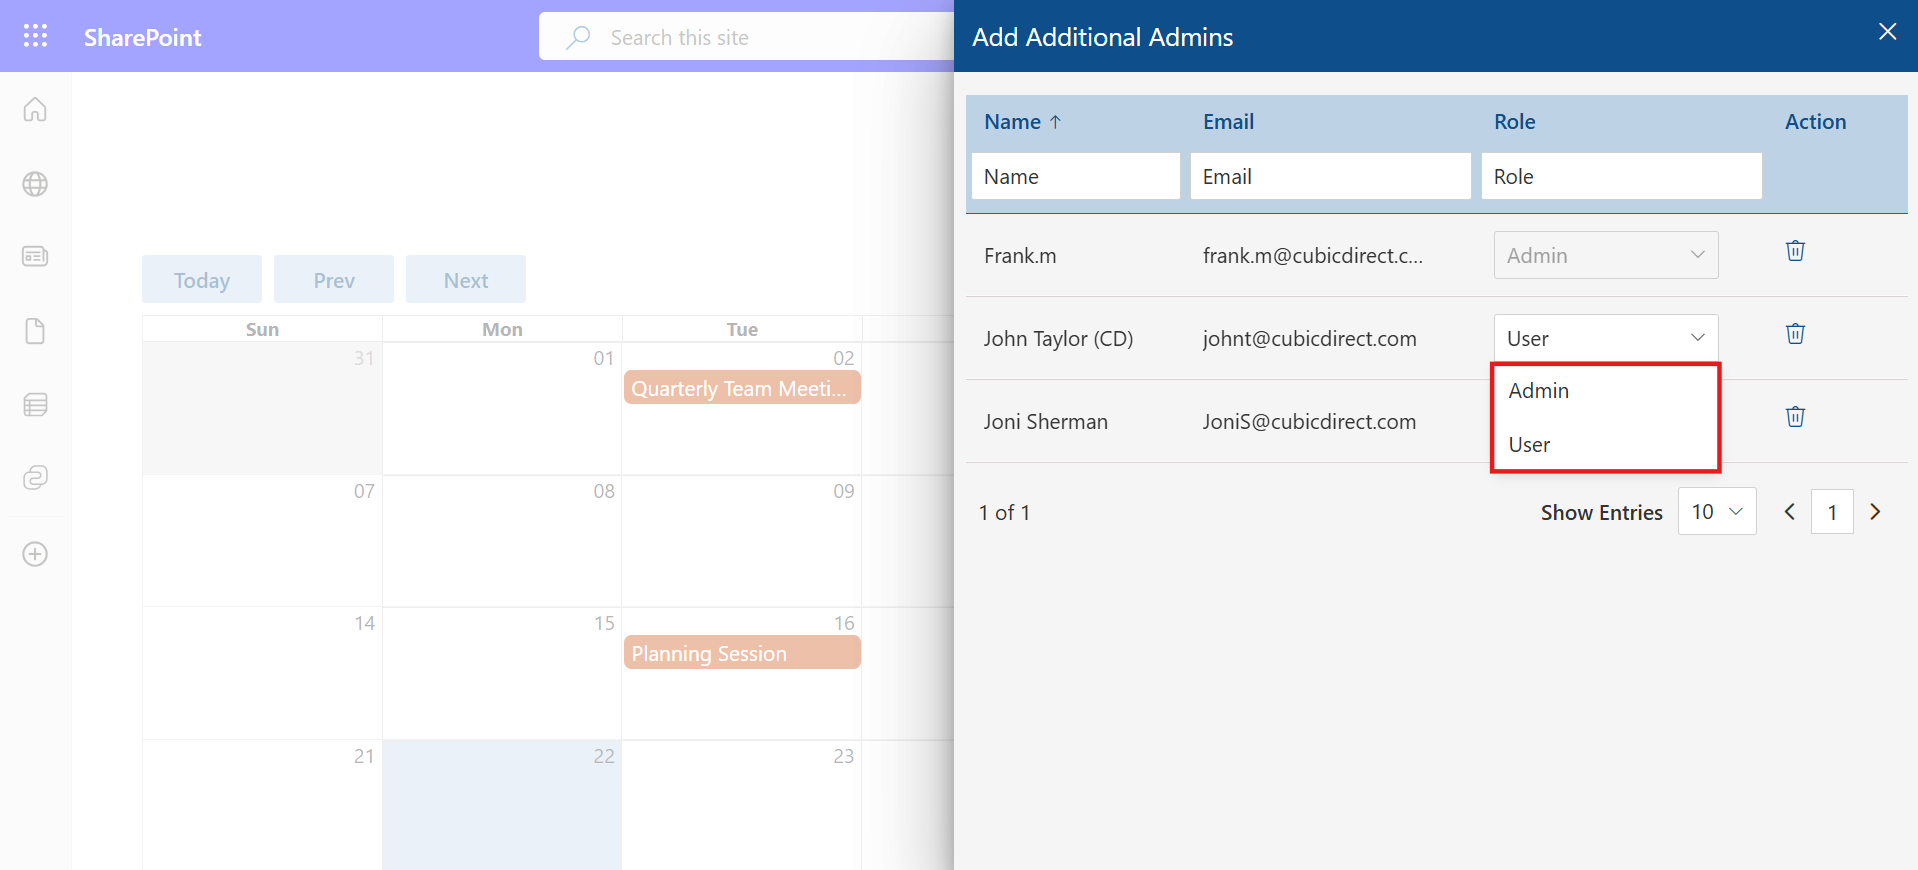 SharePoint
Search this site
Add Additional Admins
Today Prev Next
Sun Mon Tue
31 01 02
Quarterly Team Meeti...
07 08 09
14 15 16
Planning Session
21 22 23
Name ↑ Email Role Action
Name Email Role
Frank.m frank.m@cubicdirect.c... Admin
John Taylor (CD) johnt@cubicdirect.com User
Admin
Joni Sherman JoniS@cubicdirect.com
User
1 of 1 Show Entries 10 1